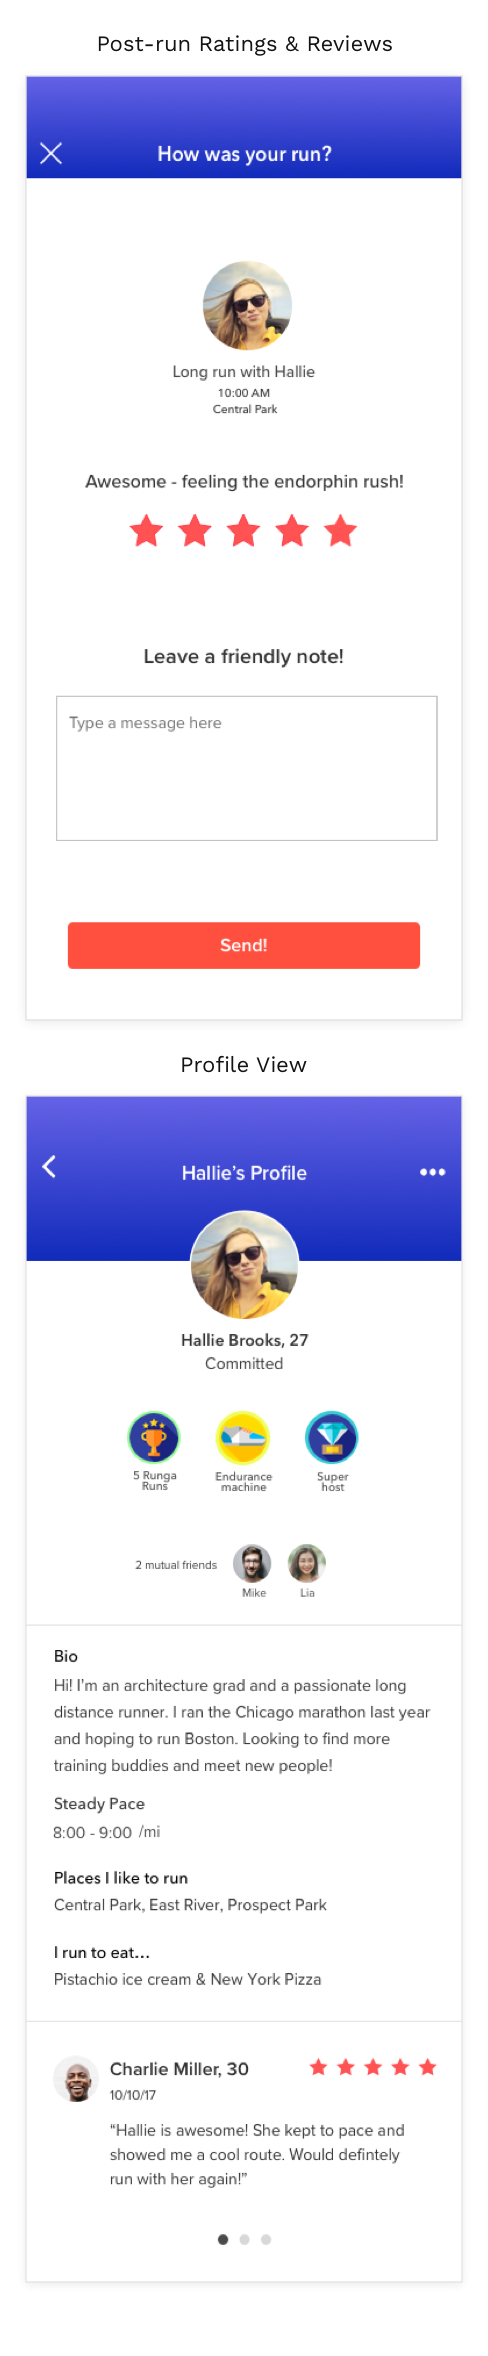 Post-run Ratings & Reviews
How was your run?
Long run with Hallie
10:00 AM
Central Park
Awesome - feeling the endorphin rush!
Leave a friendly note!
Type a message here
Send!
Profile View
Hallie’s Profile
Hallie Brooks, 27
Committed
5 Runga
Runs
Endurance
machine
Super
host
2 mutual friends
Mike
Lia
Bio
Hi! I’m an architecture grad and a passionate long
distance runner. I ran the Chicago marathon last year
and hoping to run Boston. Looking to find more
training buddies and meet new people!
Steady Pace
8:00 - 9:00 /mi
Places I like to run
Central Park, East River, Prospect Park
I run to eat...
Pistachio ice cream & New York Pizza
Charlie Miller, 30
10/10/17
“Hallie is awesome! She kept to pace and
showed me a cool route. Would defintely
run with her again!”